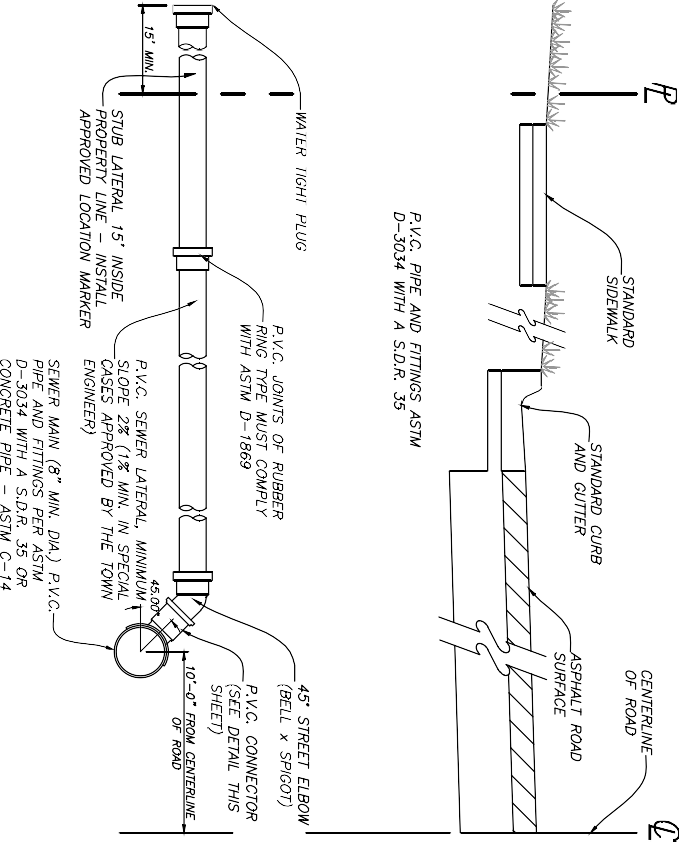 PL
CL
STANDARD
SIDEWALK
STANDARD CURB
AND GUTTER
ASPHALT ROAD
SURFACE
CENTERLINE
OF ROAD
P.V.C. PIPE AND FITTINGS ASTM
D-3034 WITH A S.D.R. 35
15' MIN.
WATER TIGHT PLUG
P.V.C. JOINTS OF RUBBER
RING TYPE MUST COMPLY
WITH ASTM D-1869
45° STREET ELBOW
(BELL x SPIGOT)
P.V.C. CONNECTOR
(SEE DETAIL THIS
SHEET)
45.00°
10'-0" FROM CENTERLINE
OF ROAD
STUB LATERAL 15' INSIDE
PROPERTY LINE - INSTALL
APPROVED LOCATION MARKER
P.V.C. SEWER LATERAL, MINIMUM
SLOPE 2% (1% MIN. IN SPECIAL
CASES APPROVED BY THE TOWN
ENGINEER)
SEWER MAIN (8" MIN. DIA.) P.V.C.
PIPE AND FITTINGS PER ASTM
D-3034 WITH A S.D.R. 35 OR
CONCRETE PIPE - ASTM C-14